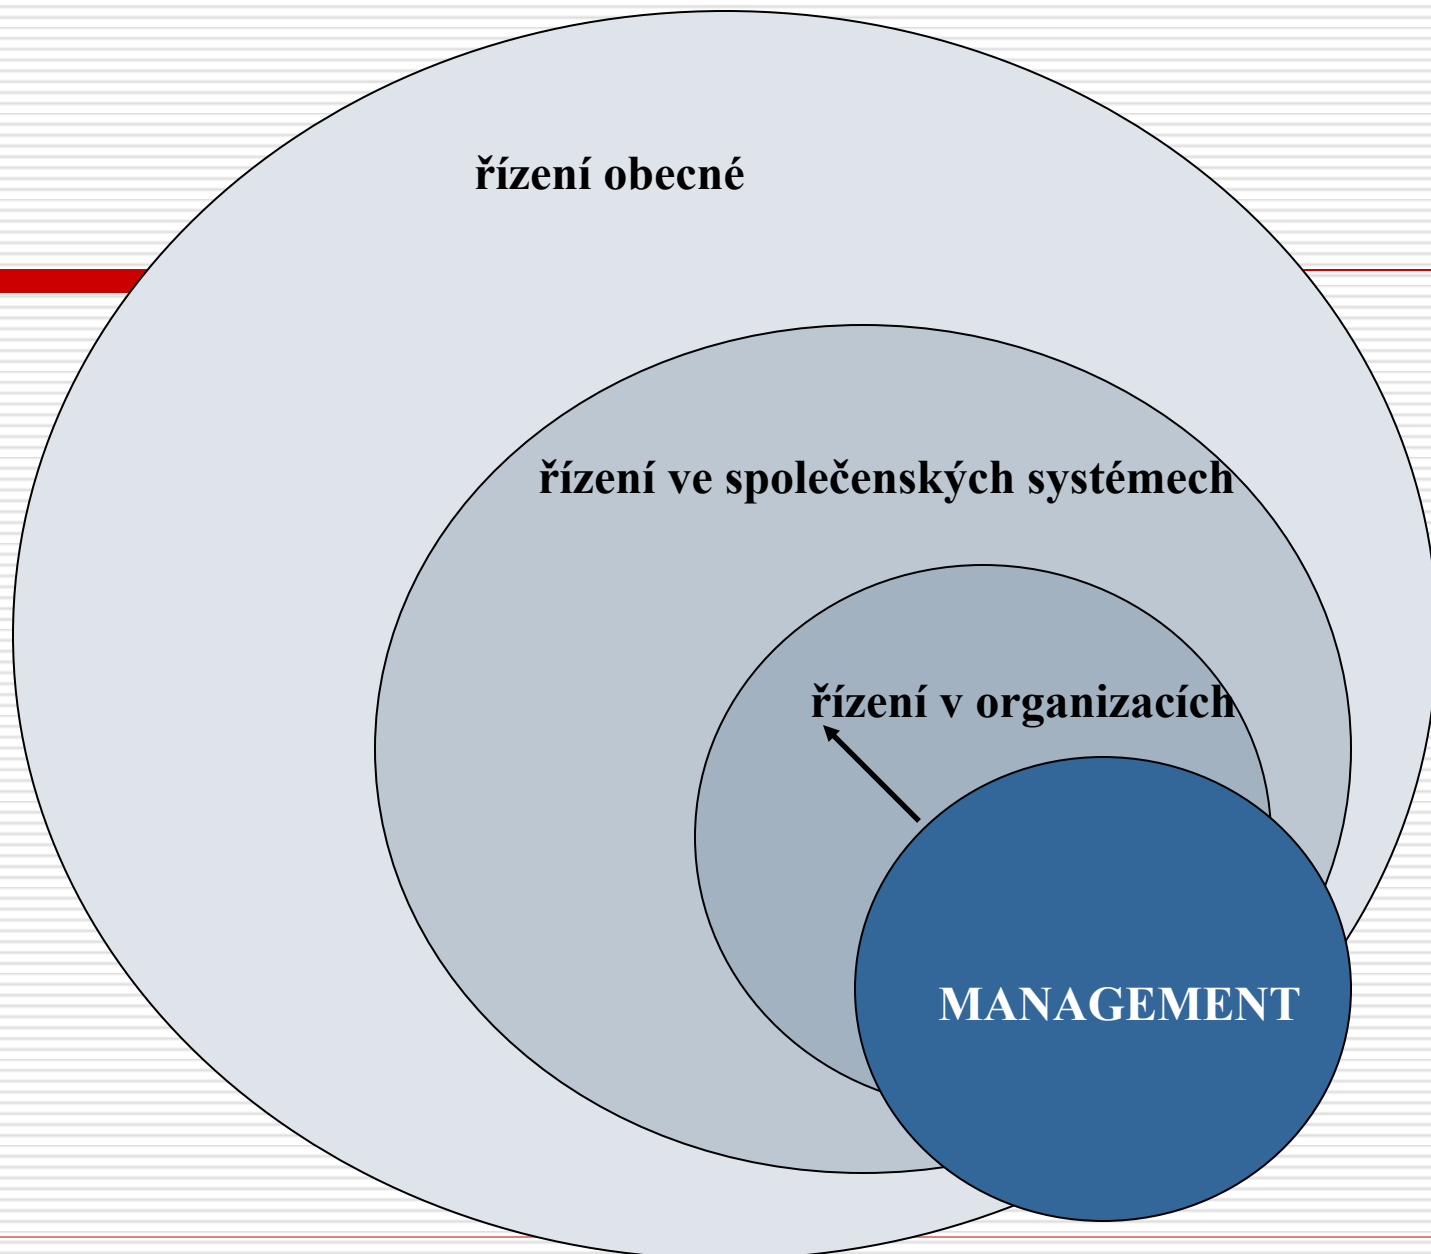 řízení obecné
řízení ve společenských systémech
řízení v organizacích
MANAGEMENT